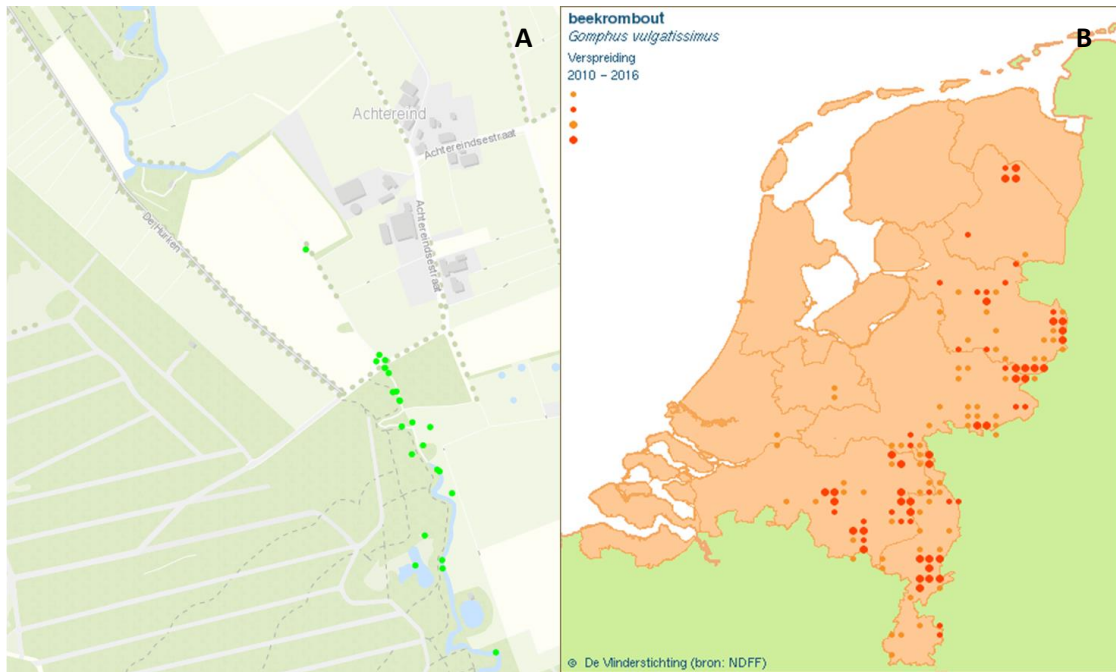 A
Achtereind
Achtereindsestraat
De Hurken
Achtereindsestraat
beekrombout
Gomphus vulgatissimus
Verspreiding
2010 – 2016
B
© De Vlinderstichting (bron: NDFF)